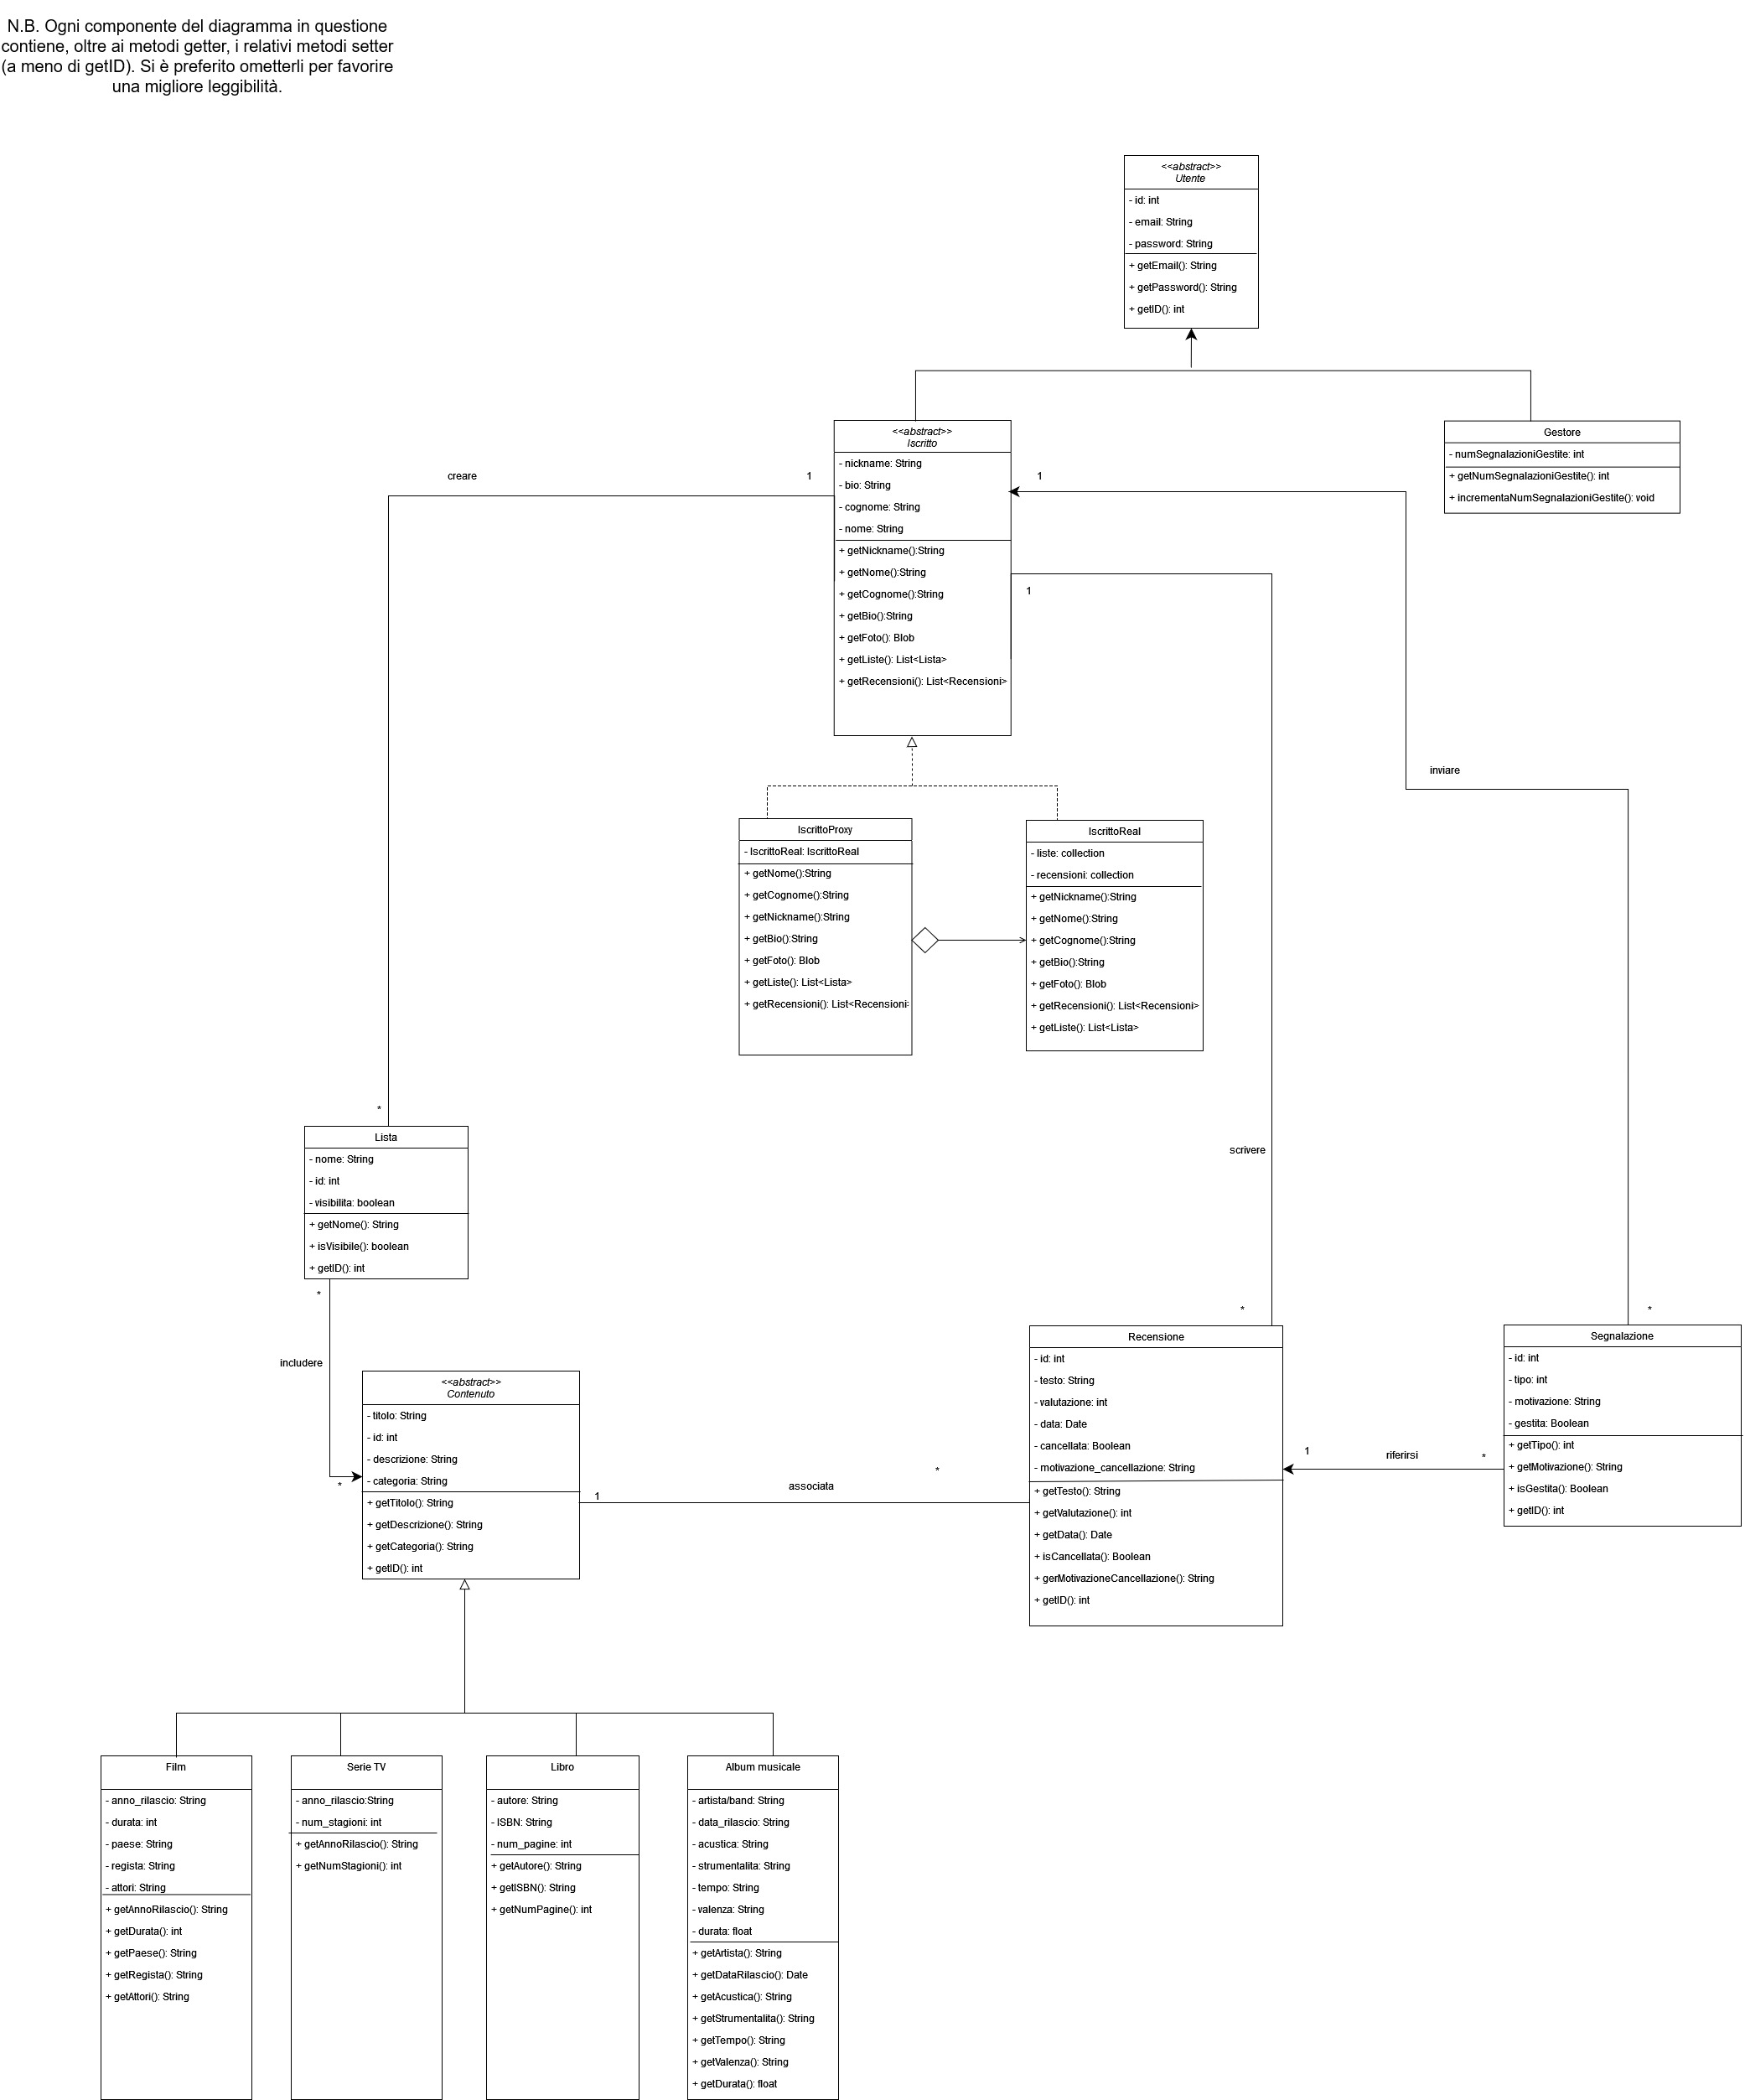 N.B. Ogni componente del diagramma in questione
contiene, oltre ai metodi getter, i relativi metodi setter
(a meno di getID). Si è preferito ometterli per favorire
una migliore leggibilità.
<<abstract>>
Utente
- id: int
- email: String
- password: String
+ getEmail(): String
+ getPassword(): String
+ getID(): int
<<abstract>>
Iscritto
- nickname: String
- bio: String
- cognome: String
- nome: String
+ getNickname():String
+ getNome():String
+ getCognome():String
+ getBio():String
+ getFoto(): Blob
+ getListe(): List<Lista>
+ getRecensioni(): List<Recensioni>
Gestore
- numSegnalazioniGestite: int
+ getNumSegnalazioniGestite(): int
+ incrementaNumSegnalazioniGestite(): void
creare
1
1
1
inviare
IscrittoProxy
- IscrittoReal: IscrittoReal
+ getNome():String
+ getCognome():String
+ getNickname():String
+ getBio():String
+ getFoto(): Blob
+ getListe(): List<Lista>
+ getRecensioni(): List<Recensioni
IscrittoReal
- liste: collection
- recensioni: collection
+ getNickname():String
+ getNome():String
+ getCognome():String
+ getBio():String
+ getFoto(): Blob
+ getRecensioni(): List<Recensioni>
+ getListe(): List<Lista>
*
Lista
- nome: String
- id: int
- visibilita: boolean
+ getNome(): String
+ isVisibile(): boolean
+ getID(): int
scrivere
*
includere
*
<<abstract>>
Contenuto
- titolo: String
- id: int
- descrizione: String
- categoria: String
+ getTitolo(): String
+ getDescrizione(): String
+ getCategoria(): String
+ getID(): int
1
associata
*
*
Recensione
- id: int
- testo: String
- valutazione: int
- data: Date
- cancellata: Boolean
- motivazione_cancellazione: String
+ getTesto(): String
+ getValutazione(): int
+ getData(): Date
+ isCancellata(): Boolean
+ gerMotivazioneCancellazione(): String
+ getID(): int
1
riferirsi
*
*
Segnalazione
- id: int
- tipo: int
- motivazione: String
- gestita: Boolean
+ getTipo(): int
+ getMotivazione(): String
+ isGestita(): Boolean
+ getID(): int
Film
- anno_rilascio: String
- durata: int
- paese: String
- regista: String
- attori: String
+ getAnnoRilascio(): String
+ getDurata(): int
+ getPaese(): String
+ getRegista(): String
+ getAttori(): String
Serie TV
- anno_rilascio:String
- num_stagioni: int
+ getAnnoRilascio(): String
+ getNumStagioni(): int
Libro
- autore: String
- ISBN: String
- num_pagine: int
+ getAutore(): String
+ getISBN(): String
+ getNumPagine(): int
Album musicale
- artista/band: String
- data_rilascio: String
- acustica: String
- strumentalita: String
- tempo: String
- valenza: String
- durata: float
+ getArtista(): String
+ getDataRilascio(): Date
+ getAcustica(): String
+ getStrumentalita(): String
+ getTempo(): String
+ getValenza(): String
+ getDurata(): float